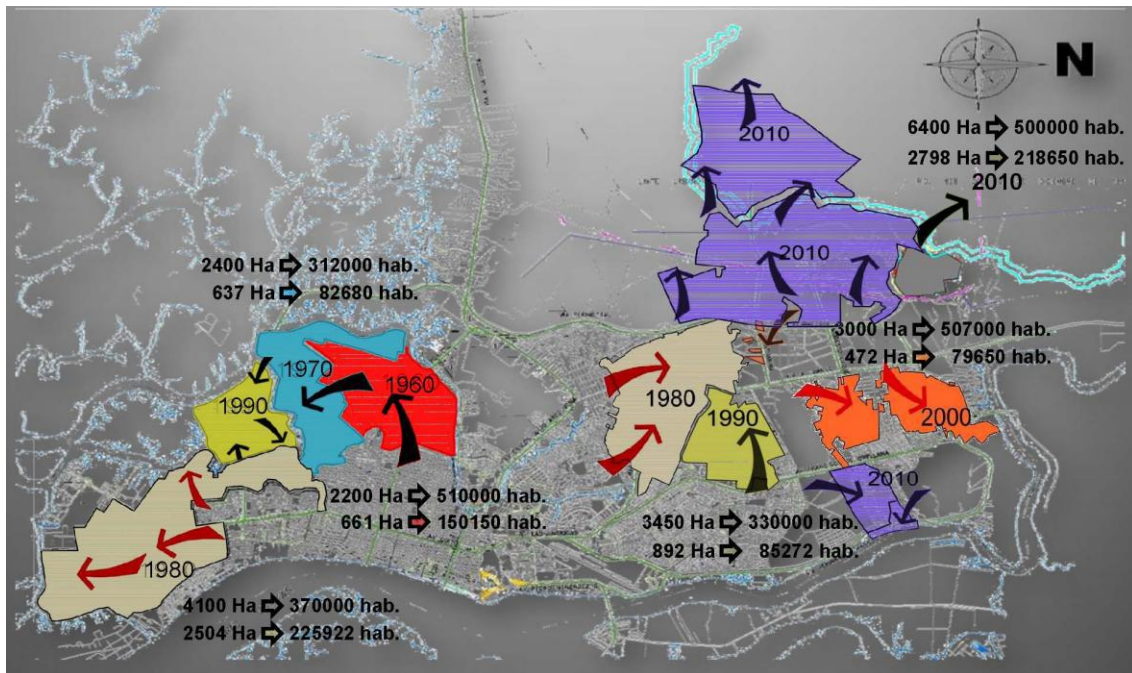 N
2010
6400 Ha ⇨ 500000 hab.
2798 Ha ⇨ 218650 hab.
2010
2400 Ha ⇨ 312000 hab.
637 Ha ⇨ 82680 hab.
2010
3000 Ha ⇨ 507000 hab.
472 Ha ⇨ 79650 hab.
1970
1960
1990
1980
1990
2000
2010
2200 Ha ⇨ 510000 hab.
661 Ha ⇨ 150150 hab.
3450 Ha ⇨ 330000 hab.
892 Ha ⇨ 85272 hab.
1980
4100 Ha ⇨ 370000 hab.
2504 Ha ⇨ 225922 hab.